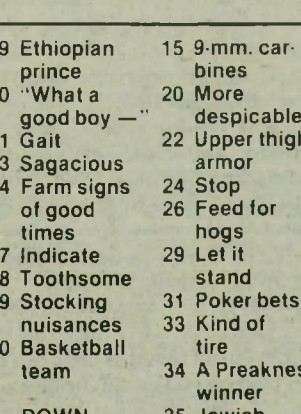 9 Ethiopian
prince
0 "What a
good boy —"
1 Gait
3 Sagacious
4 Farm signs
of good
times
7 Indicate
8 Toothsome
9 Stocking
nuisances
0 Basketball
team
DOWN
15 9-mm. car-
bines
20 More
despicable
22 Upper thigh
armor
24 Stop
26 Feed for
hogs
29 Let it
stand
31 Poker bets
33 Kind of
tire
34 A Preaknes
winner
35 Jewish